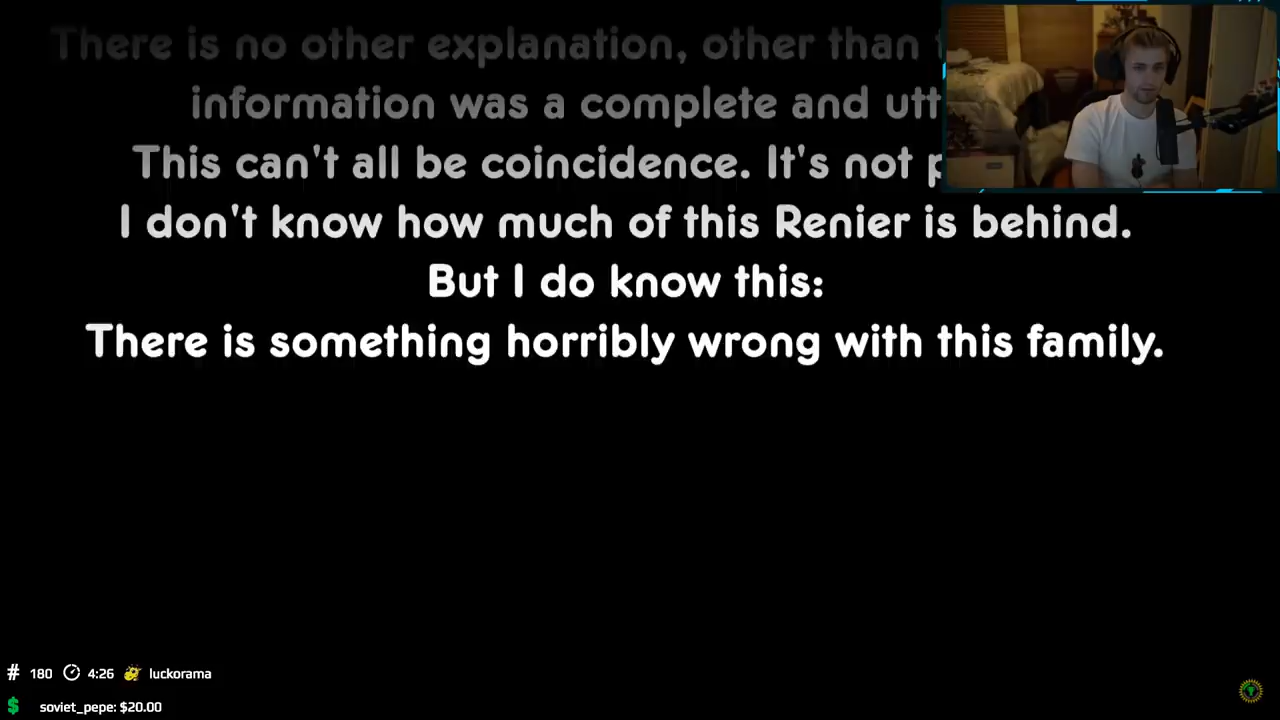 There is no other explanation, other than
information was a complete and utt
This can't all be coincidence. It's not p
I don't know how much of this Renier is behind.
But I do know this:
There is something horribly wrong with this family.
# 180 4:26 luckorama
$ soviet_pepe: $20.00